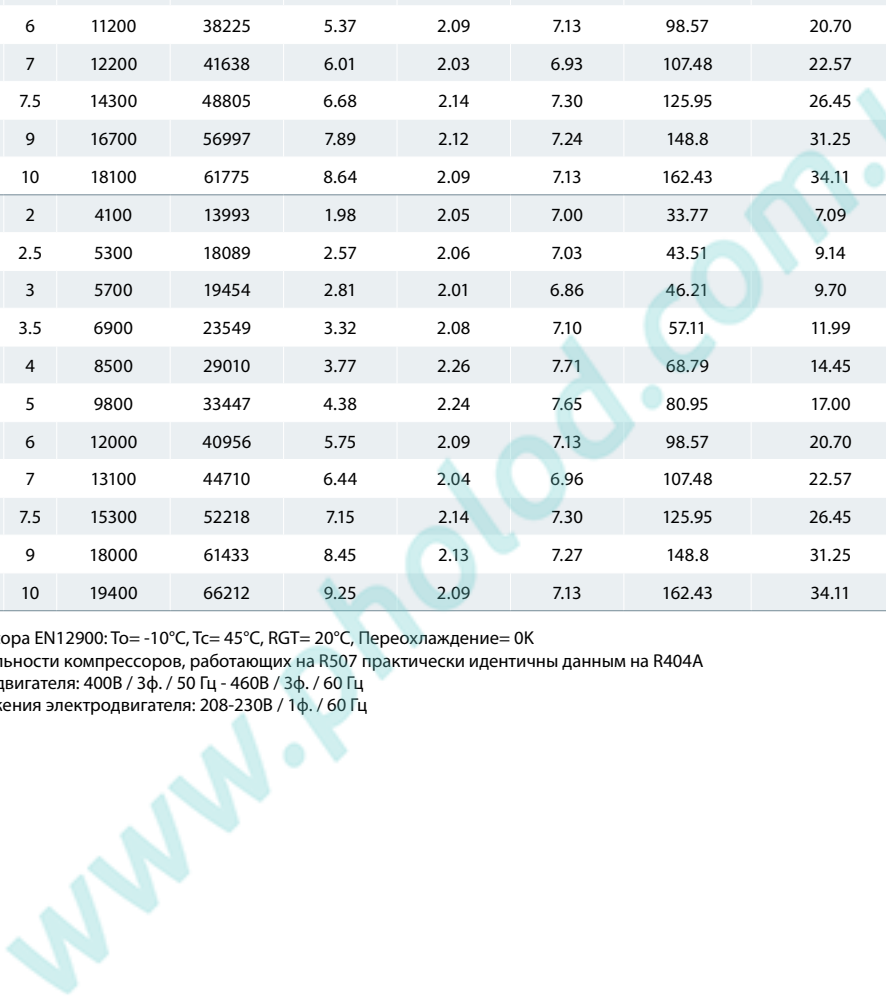 6 11200 38225 5.37 2.09 7.13 98.57 20.70
7 12200 41638 6.01 2.03 6.93 107.48 22.57
7.5 14300 48805 6.68 2.14 7.30 125.95 26.45
9 16700 56997 7.89 2.12 7.24 148.8 31.25
10 18100 61775 8.64 2.09 7.13 162.43 34.11
2 4100 13993 1.98 2.05 7.00 33.77 7.09
2.5 5300 18089 2.57 2.06 7.03 43.51 9.14
3 5700 19454 2.81 2.01 6.86 46.21 9.70
3.5 6900 23549 3.32 2.08 7.10 57.11 11.99
4 8500 29010 3.77 2.26 7.71 68.79 14.45
5 9800 33447 4.38 2.24 7.65 80.95 17.00
6 12000 40956 5.75 2.09 7.13 98.57 20.70
7 13100 44710 6.44 2.04 6.96 107.48 22.57
7.5 15300 52218 7.15 2.14 7.30 125.95 26.45
9 18000 61433 8.45 2.13 7.27 148.8 31.25
10 19400 66212 9.25 2.09 7.13 162.43 34.11
сора EN12900: To= -10°C, Tc= 45°C, RGT= 20°C, Переохлаждение= 0K
льности компрессоров, работающих на R507 практически идентичны данным на R404A
двигателя: 400В / 3ф. / 50 Гц - 460В / 3ф. / 60 Гц
жения электродвигателя: 208-230В / 1ф. / 60 Гц
www.pholod.com.